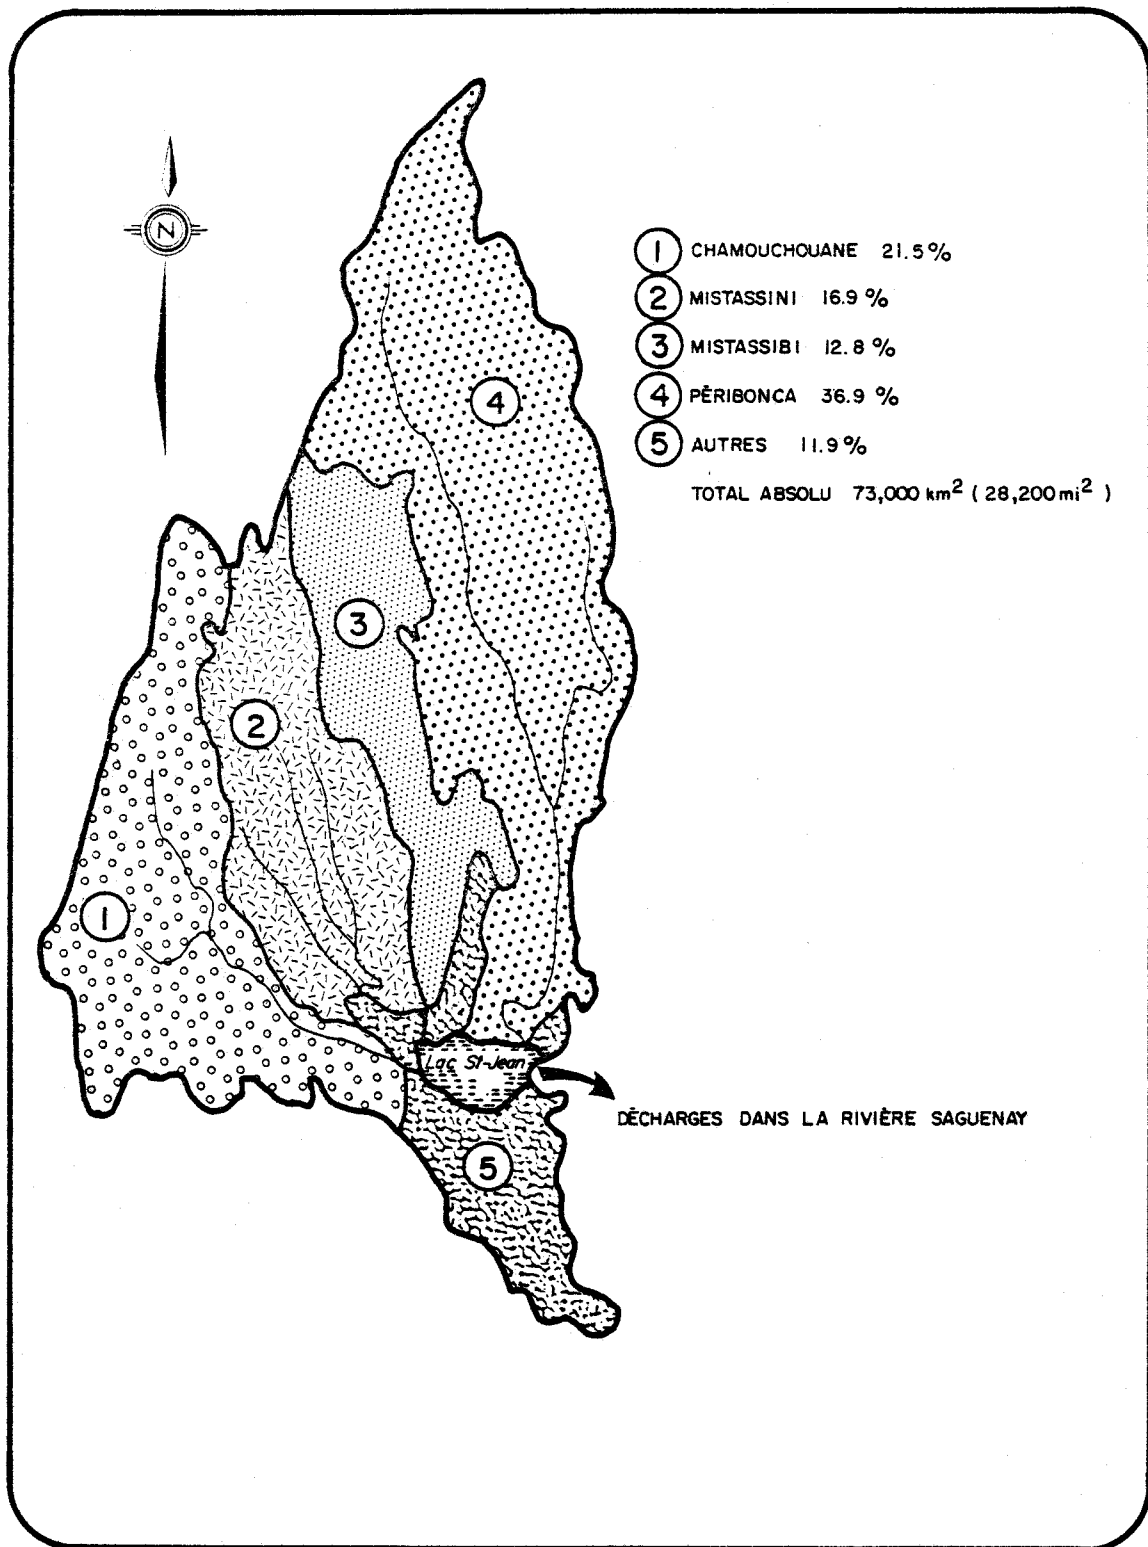 N
1 CHAMOUCHOUANE 21.5%
2 MISTASSINI 16.9 %
3 MISTASSIBI 12.8 %
4 PÉRIBONCA 36.9 %
5 AUTRES 11.9%
TOTAL ABSOLU 73,000 km² ( 28,200 mi² )
4
3
2
1
Lac St-Jean
DÉCHARGES DANS LA RIVIÈRE SAGUENAY
5